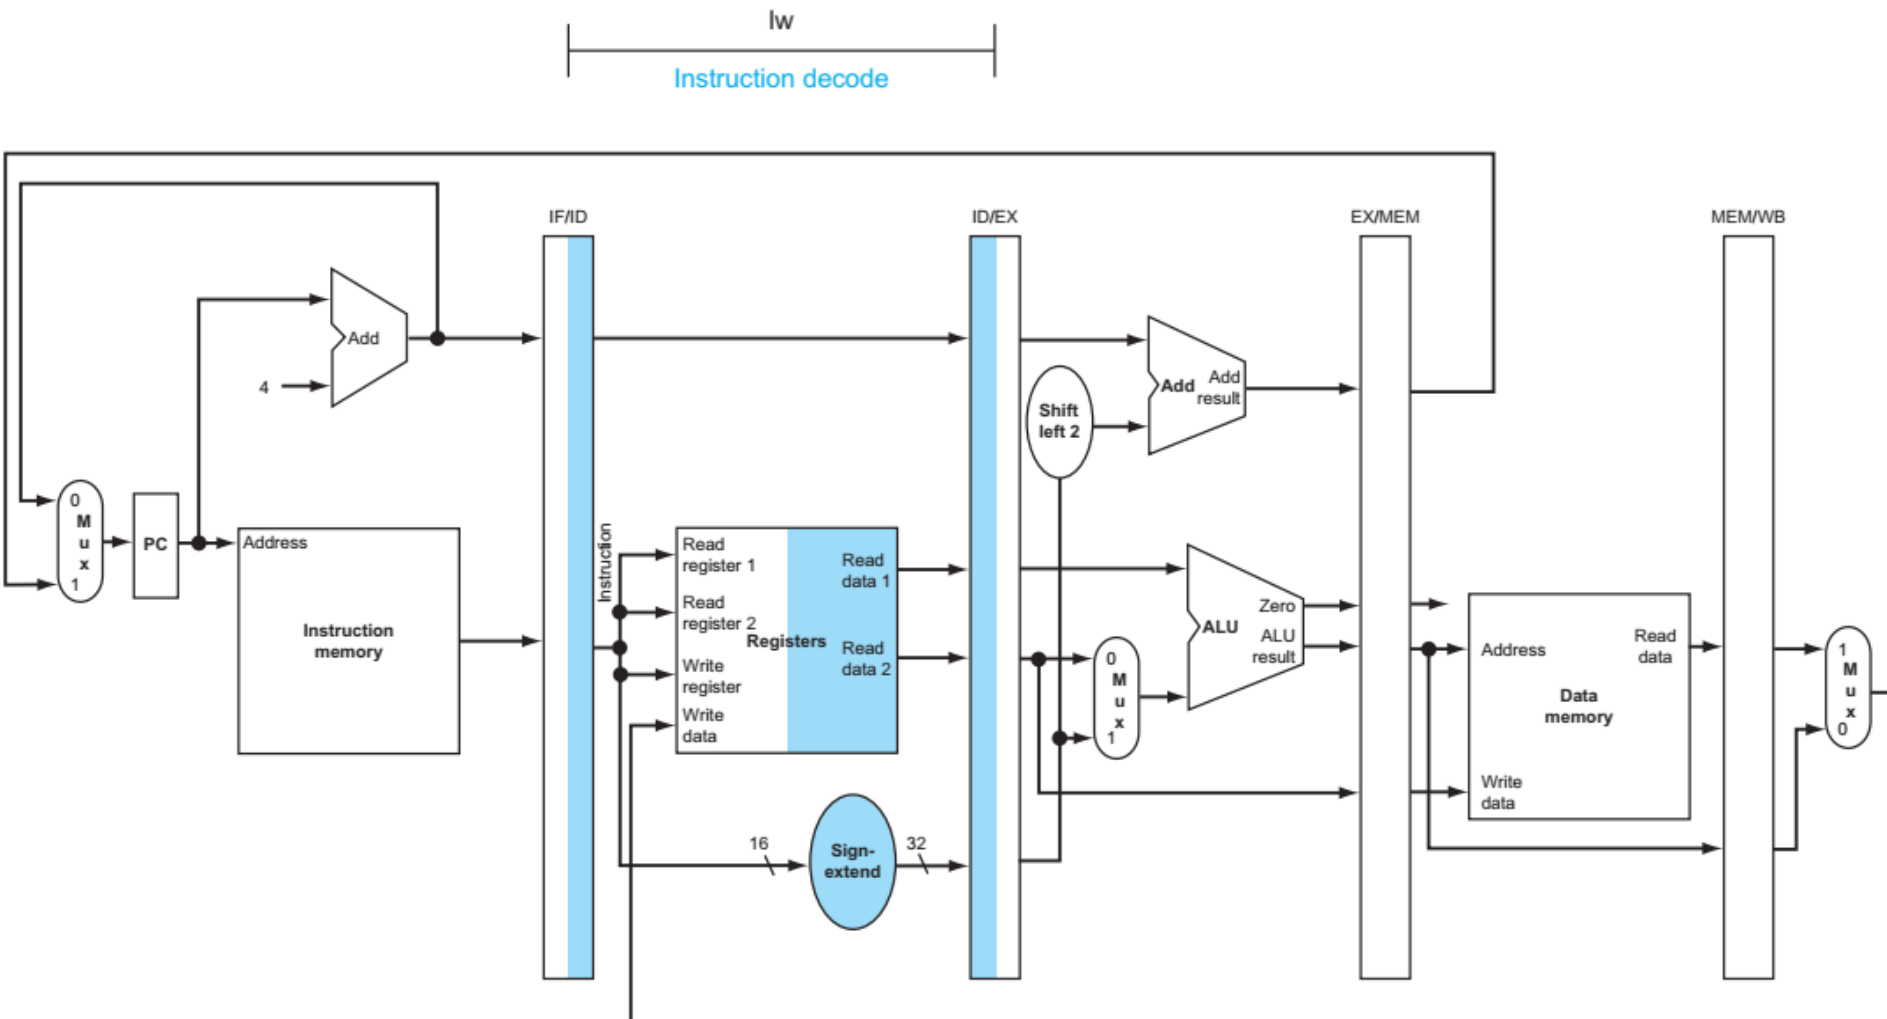 lw
Instruction decode
IF/ID
ID/EX
EX/MEM
MEM/WB
Add
4
Shift
left 2
Add
Add
result
0
M
u
x
1
PC
Address
Instruction
memory
Instruction
Read
register 1
Read
register 2
Write
register
Write
data
Registers
Read
data 1
Read
data 2
16
Sign-
extend
32
0
M
u
x
1
Zero
ALU
ALU
result
Address
Write
data
Data
memory
Read
data
1
M
u
x
0